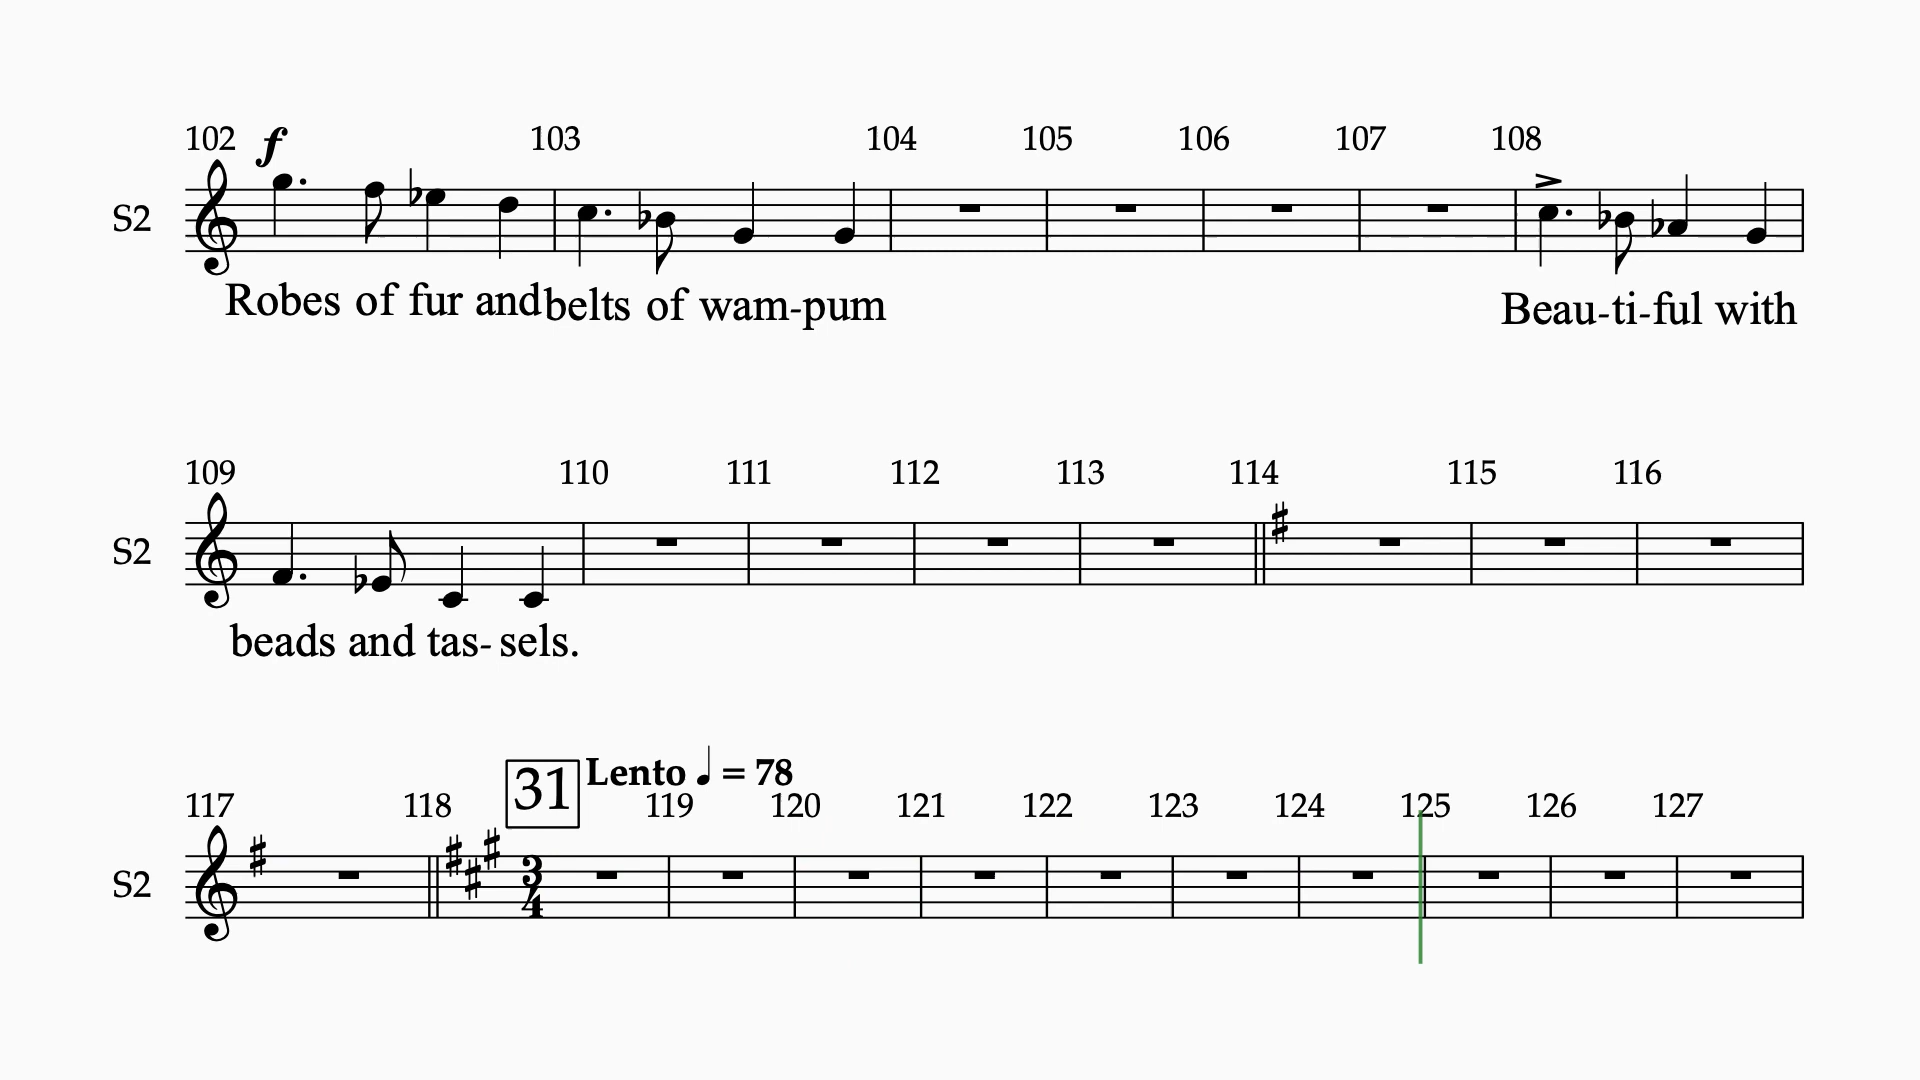 102 f 103 104 105 106 107 108
S2
Robes of fur and belts of wam-pum Beau-ti-ful with
109 110 111 112 113 114 115 116
S2
beads and tas-sels.
31 Lento ♩ = 78
117 118 119 120 121 122 123 124 125 126 127
S2 3/4